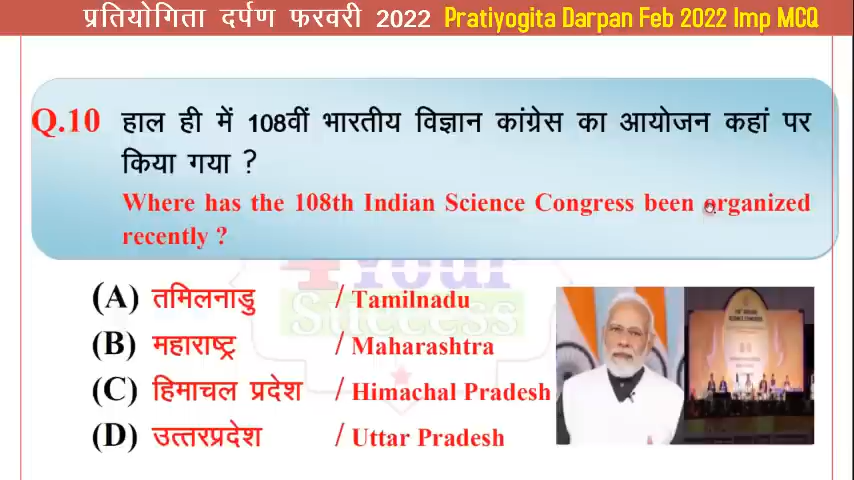 प्रतियोगिता दर्पण फरवरी 2022 Pratiyogita Darpan Feb 2022 Imp MCQ
Q.10 हाल ही में 108वीं भारतीय विज्ञान कांग्रेस का आयोजन कहां पर
किया गया ?
Where has the 108th Indian Science Congress been organized
recently ?
Your
Success
(A) तमिलनाडु / Tamilnadu
(B) महाराष्ट्र / Maharashtra
(C) हिमाचल प्रदेश / Himachal Pradesh
(D) उत्तरप्रदेश / Uttar Pradesh